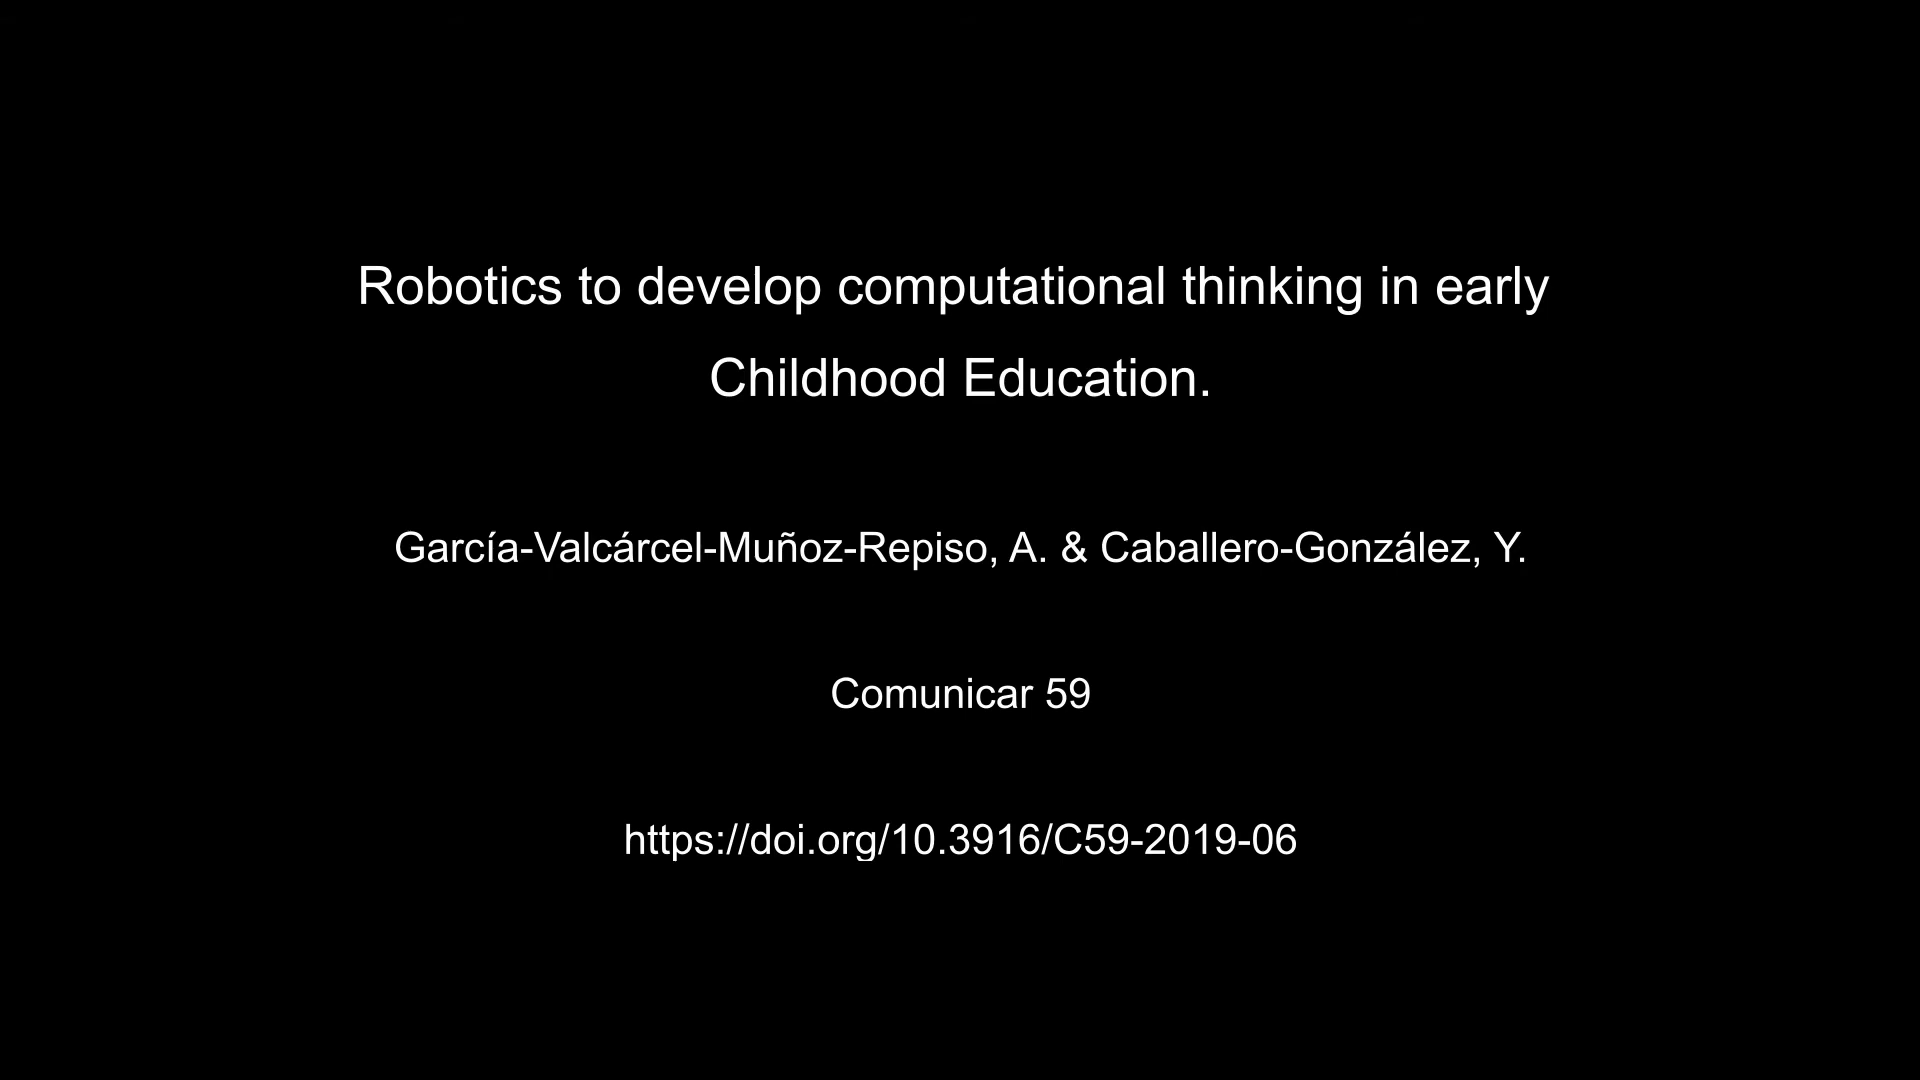 Robotics to develop computational thinking in early
Childhood Education.
García-Valcárcel-Muñoz-Repiso, A. & Caballero-González, Y.
Comunicar 59
https://doi.org/10.3916/C59-2019-06